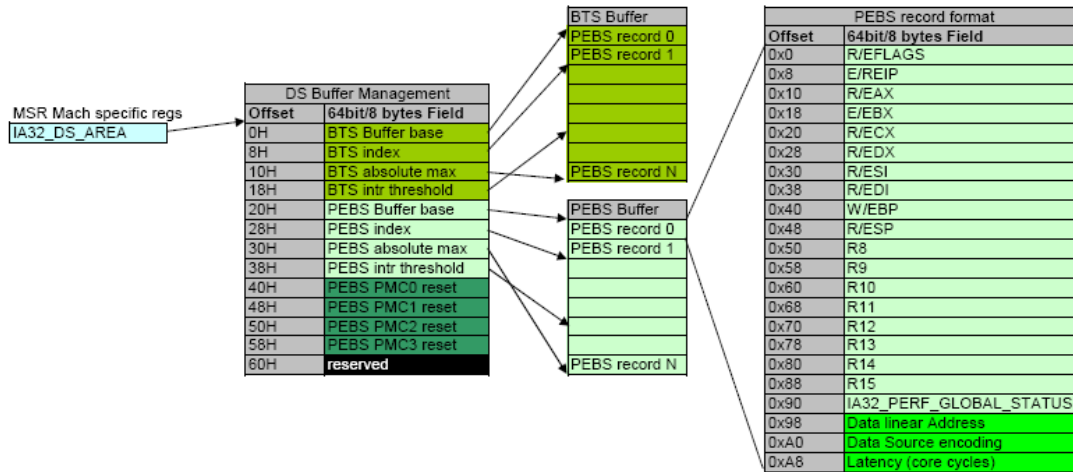 MSR Mach specific regs
IA32_DS_AREA
DS Buffer Management
Offset 64bit/8 bytes Field
0H BTS Buffer base
8H BTS index
10H BTS absolute max
18H BTS intr threshold
20H PEBS Buffer base
28H PEBS index
30H PEBS absolute max
38H PEBS intr threshold
40H PEBS PMC0 reset
48H PEBS PMC1 reset
50H PEBS PMC2 reset
58H PEBS PMC3 reset
60H reserved
BTS Buffer
PEBS record 0
PEBS record 1
PEBS record N
PEBS Buffer
PEBS record 0
PEBS record 1
PEBS record N
PEBS record format
Offset 64bit/8 bytes Field
0x0 R/EFLAGS
0x8 E/REIP
0x10 R/EAX
0x18 E/EBX
0x20 R/ECX
0x28 R/EDX
0x30 R/ESI
0x38 R/EDI
0x40 W/EBP
0x48 R/ESP
0x50 R8
0x58 R9
0x60 R10
0x68 R11
0x70 R12
0x78 R13
0x80 R14
0x88 R15
0x90 IA32_PERF_GLOBAL_STATUS
0x98 Data linear Address
0xA0 Data Source encoding
0xA8 Latency (core cycles)